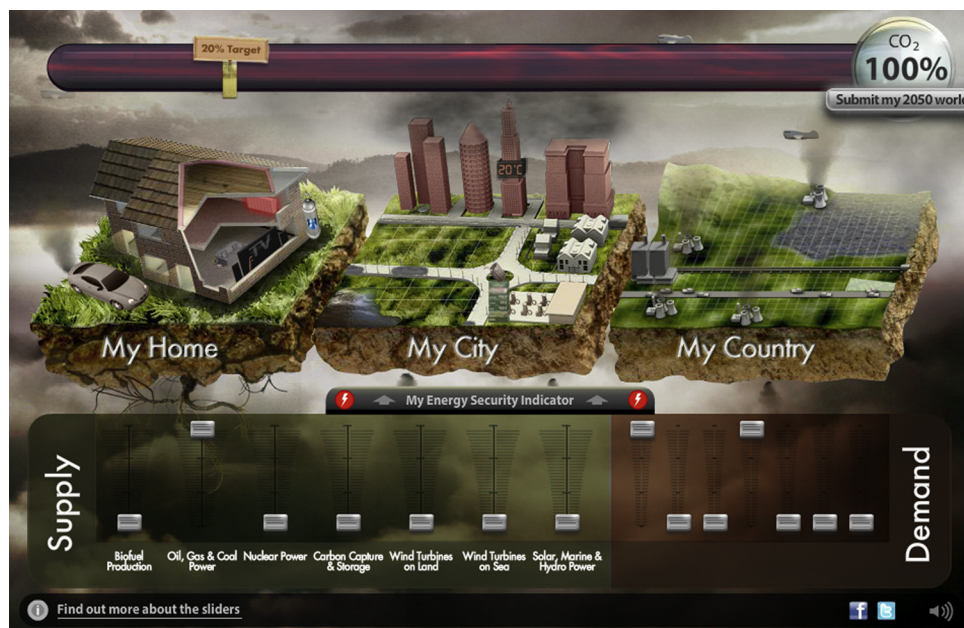 20% Target
CO₂
100%
Submit my 2050 worl
20°C
TV
My Home
My City
My Country
My Energy Security Indicator
Supply
Demand
Biofuel
Production
Oil, Gas & Coal
Power
Nuclear Power
Carbon Capture
& Storage
Wind Turbines
on Land
Wind Turbines
on Sea
Solar, Marine &
Hydro Power
i
Find out more about the sliders
f
t